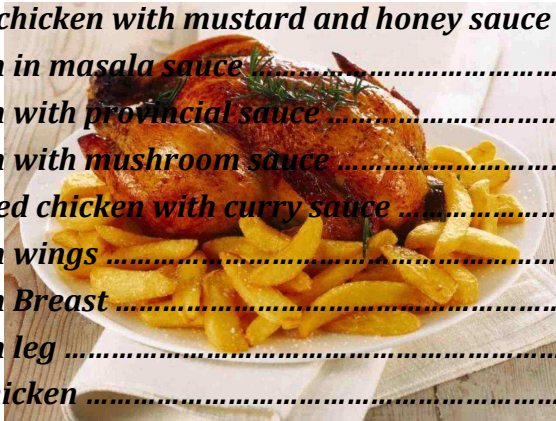 chicken with mustard and honey sauce
n in masala sauce ……………………………
n with provincial sauce ……………………
n with mushroom sauce ……………………
ed chicken with curry sauce ………………
n wings ……………………………………………
n Breast ……………………………………………
n leg …………………………………………………
hicken ………………………………………………